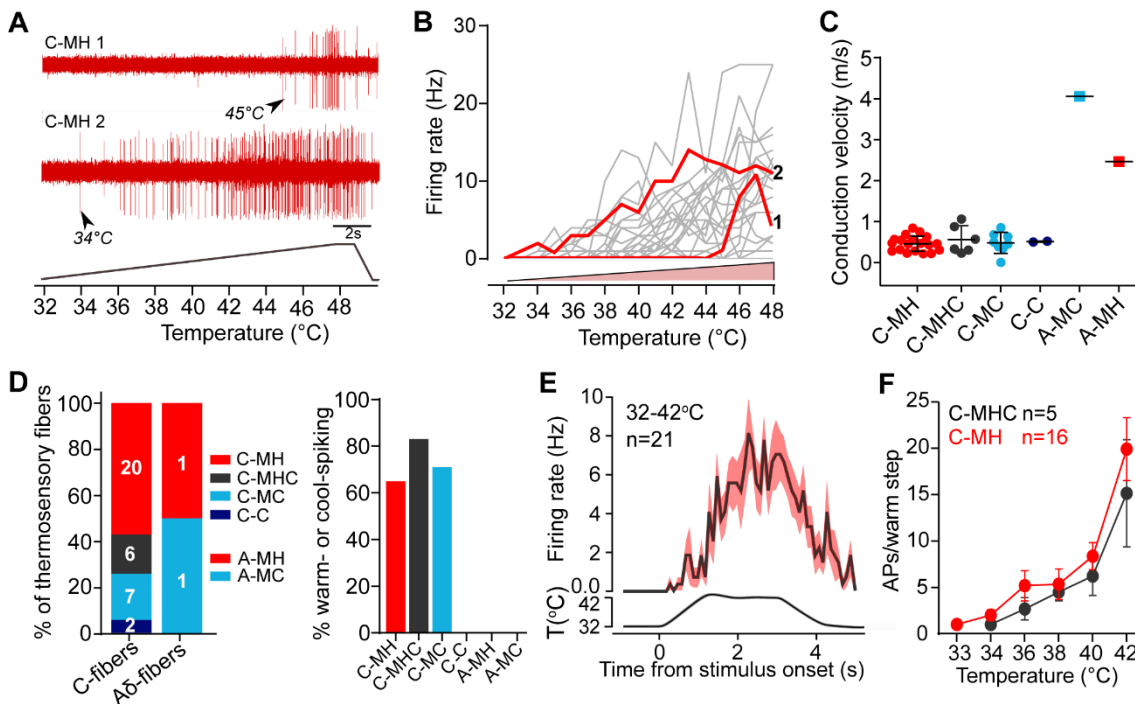 A
C-MH 1
45°C
C-MH 2
34°C
2s
32 34 36 38 40 42 44 46 48
Temperature (°C)
B
Firing rate (Hz)
30
20
10
0
2
1
32 34 36 38 40 42 44 46 48
Temperature (°C)
C
Conduction velocity (m/s)
5
4
3
2
1
0
C-MH
C-MHC
C-MC
C-C
A-MC
A-MH
D
% of thermosensory fibers
100
80
60
40
20
0
20
6
7
2
1
1
C-fibers
Aδ-fibers
C-MH
C-MHC
C-MC
C-C
A-MH
A-MC
% warm- or cool-spiking
100
80
60
40
20
0
C-MH
C-MHC
C-MC
C-C
A-MH
A-MC
E
32-42°C
n=21
Firing rate (Hz)
10
8
6
4
2
0.0
T(°C)
42
32
0 2 4
Time from stimulus onset (s)
F
C-MHC n=5
C-MH n=16
APs/warm step
25
20
15
10
5
0
33 34 36 38 40 42
Temperature (°C)